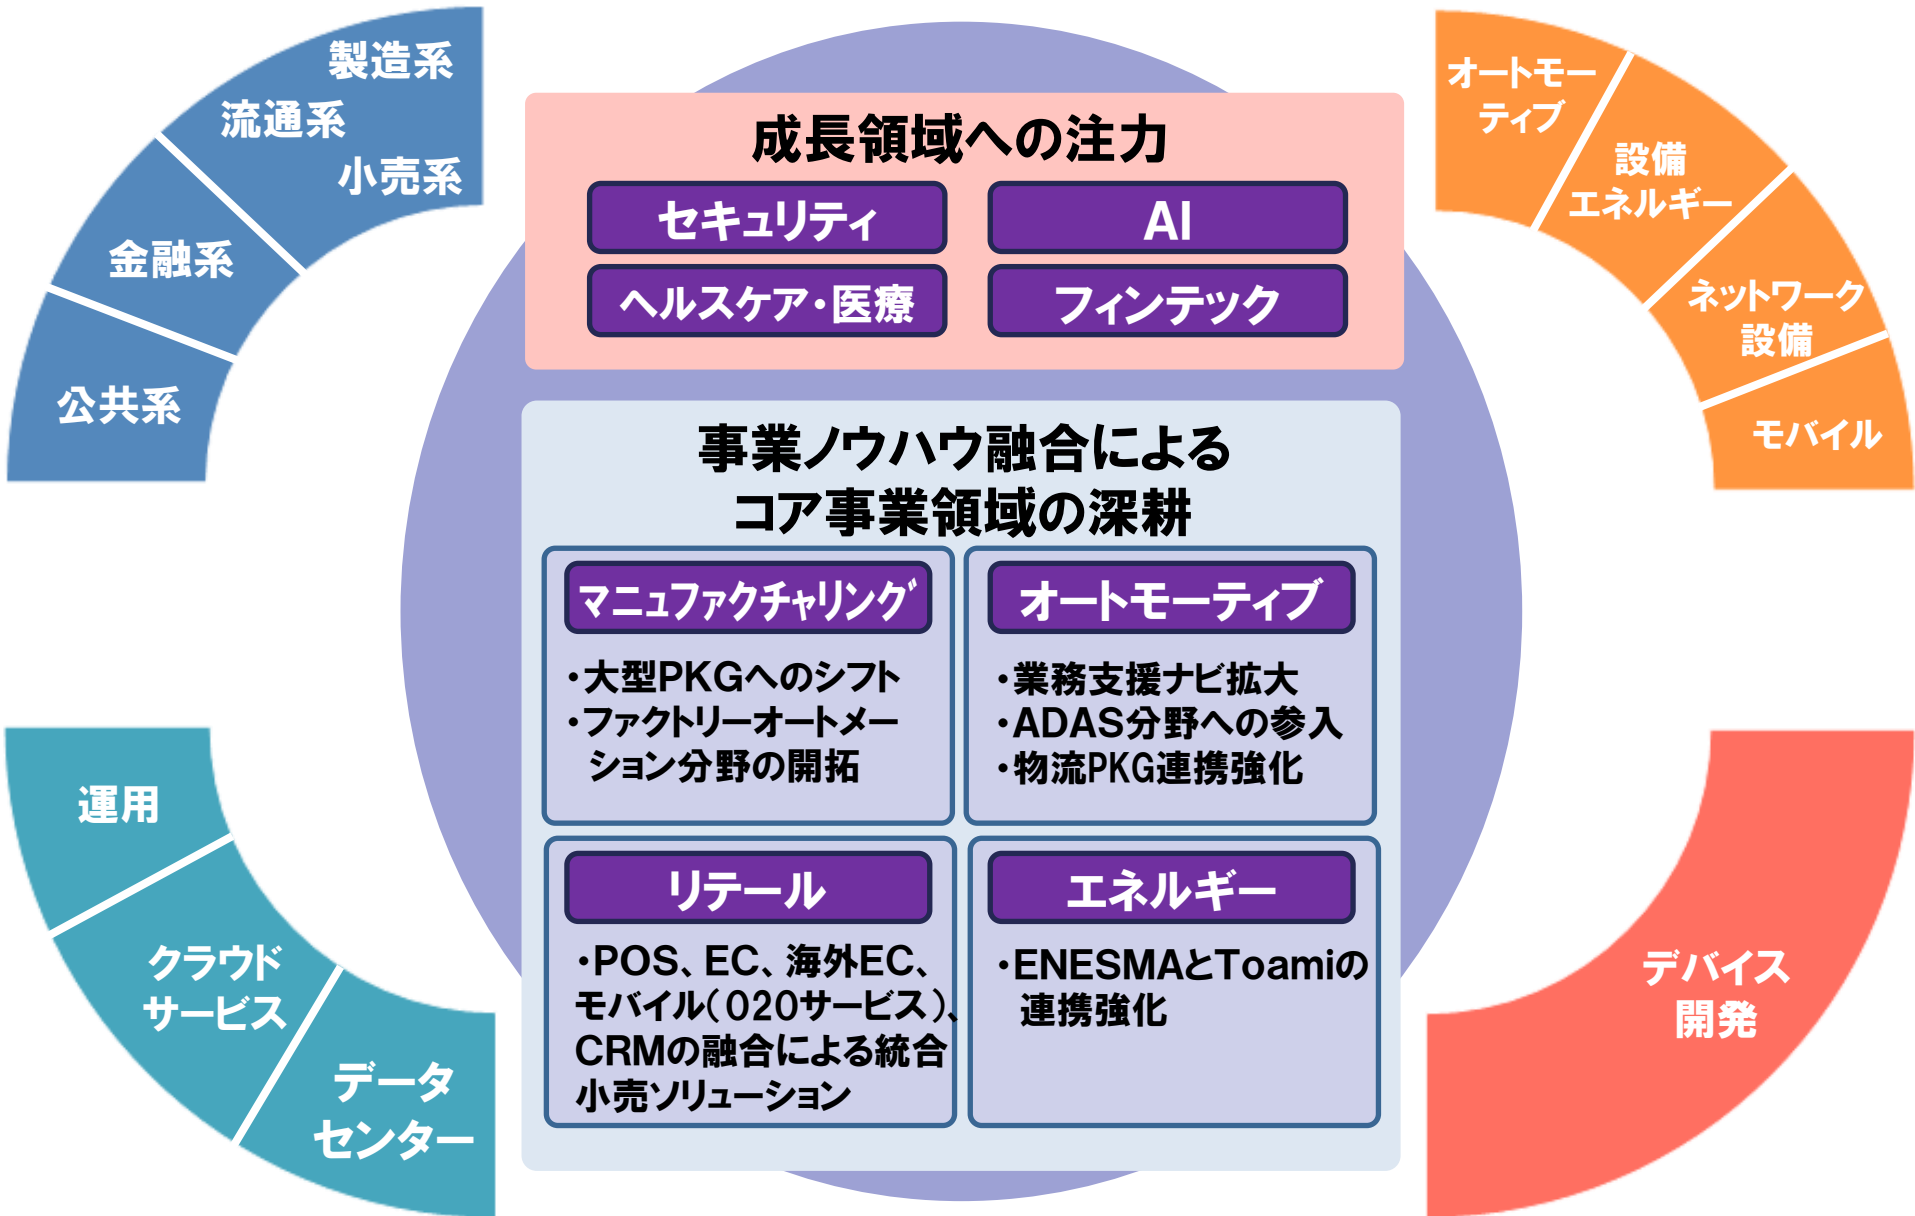 製造系
流通系
小売系
金融系
公共系
成長領域への注力
セキュリティ
AI
ヘルスケア・医療
フィンテック
オートモー
ティブ
設備
エネルギー
ネットワーク
設備
モバイル
事業ノウハウ融合による
コア事業領域の深耕
マニュファクチャリング
・大型PKGへのシフト
・ファクトリーオートメー
ション分野の開拓
オートモーティブ
・業務支援ナビ拡大
・ADAS分野への参入
・物流PKG連携強化
リテール
・POS、EC、海外EC、
モバイル(O2Oサービス)、
CRMの融合による統合
小売ソリューション
エネルギー
・ENESMAとToamiの
連携強化
運用
クラウド
サービス
データ
センター
デバイス
開発